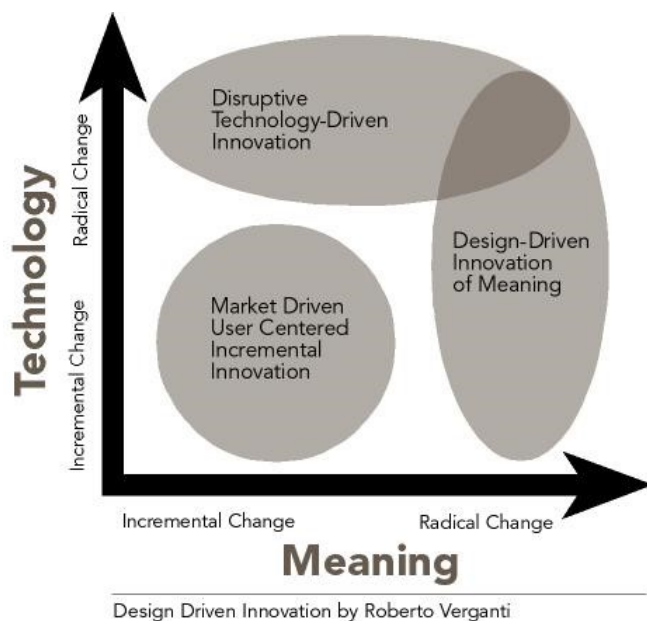 Technology
Radical Change
Incremental Change
Disruptive
Technology-Driven
Innovation
Design-Driven
Innovation
of Meaning
Market Driven
User Centered
Incremental
Innovation
Incremental Change
Radical Change
Meaning
Design Driven Innovation by Roberto Verganti